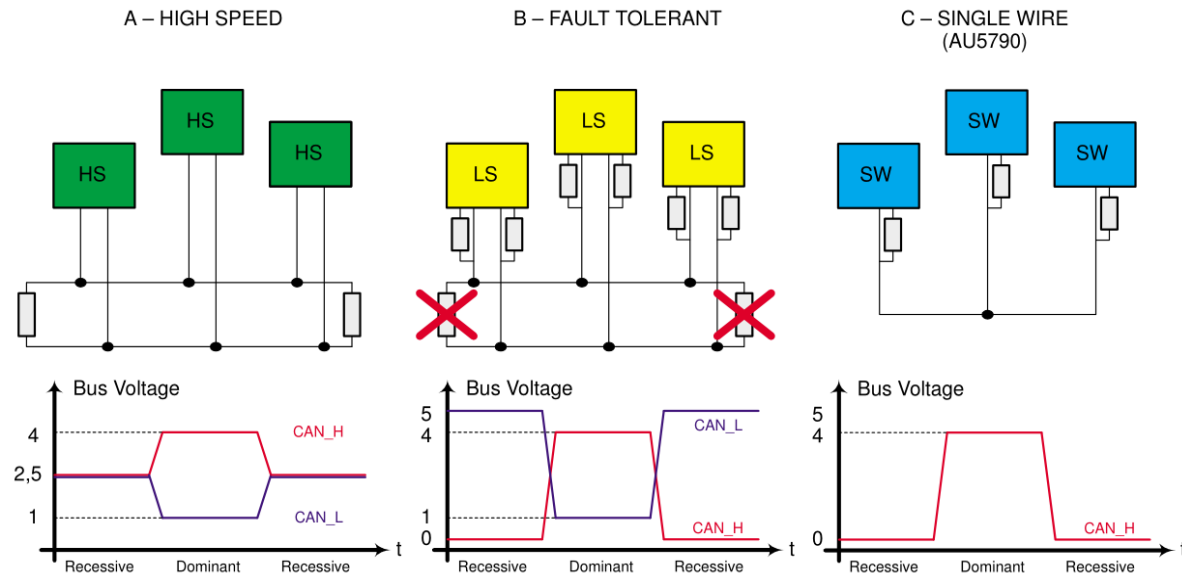 A – HIGH SPEED
HS
HS
HS
Bus Voltage
4
2,5
1
CAN_H
CAN_L
t
Recessive
Dominant
Recessive
B – FAULT TOLERANT
LS
LS
LS
Bus Voltage
5
4
1
0
CAN_L
CAN_H
t
Recessive
Dominant
Recessive
C – SINGLE WIRE
(AU5790)
SW
SW
SW
Bus Voltage
5
4
0
CAN_H
t
Recessive
Dominant
Recessive